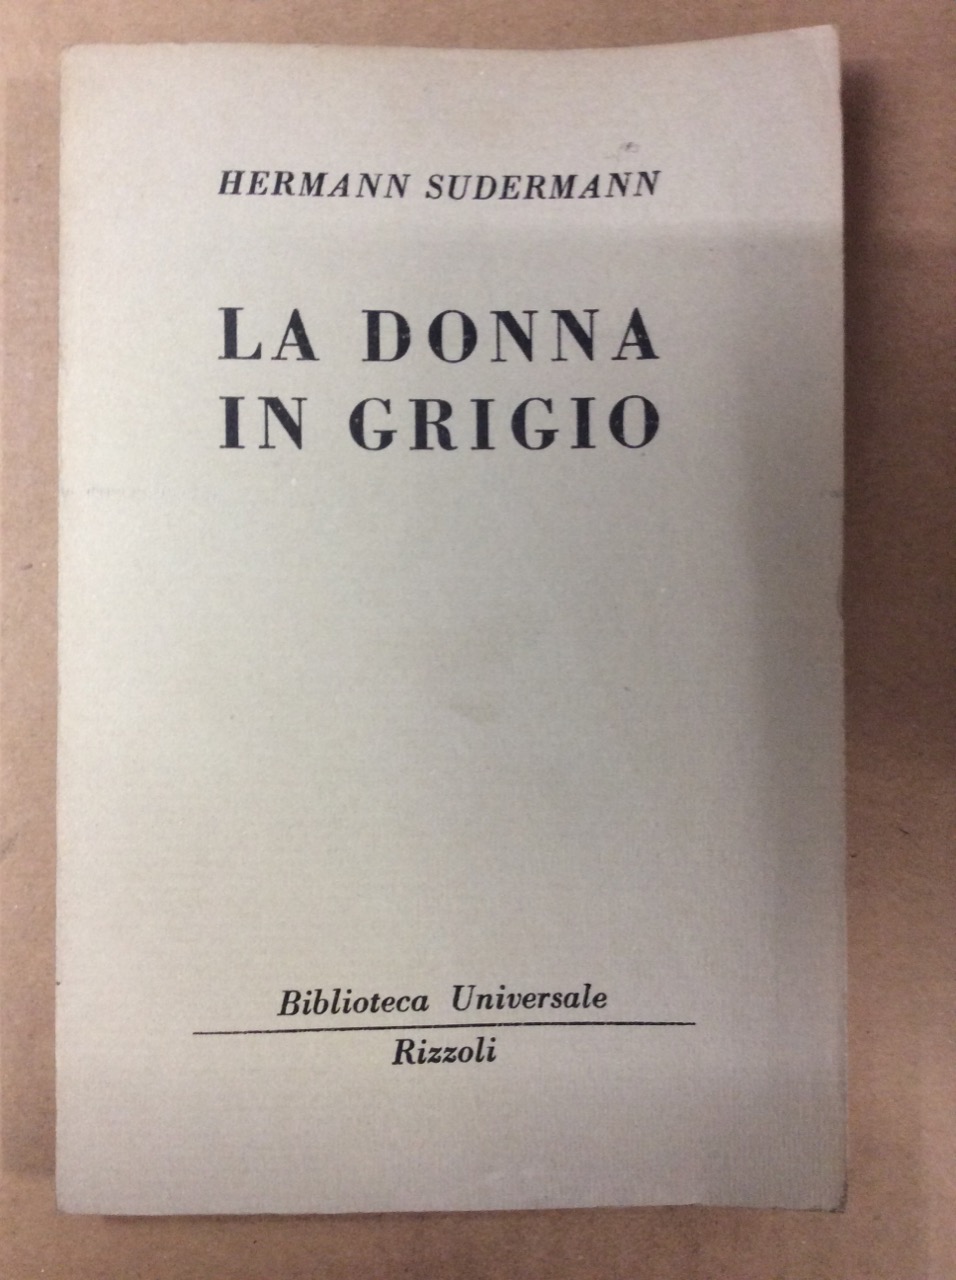 HERMANN SUDERMANN
LA DONNA
IN GRIGIO
Biblioteca Universale
Rizzoli